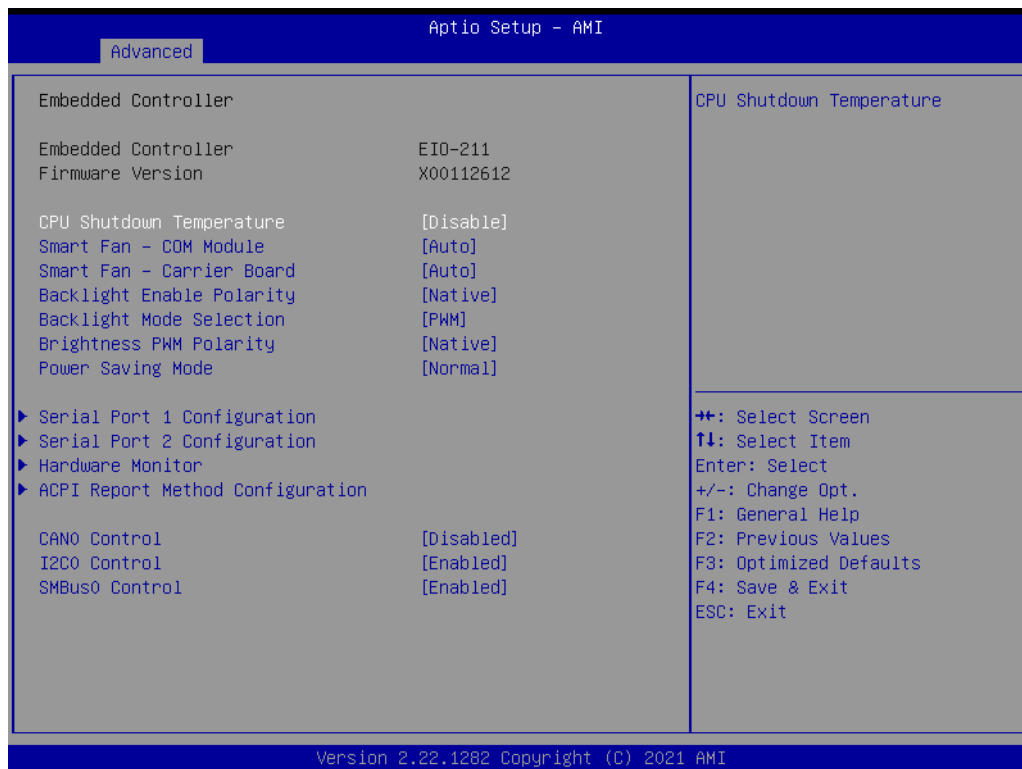 Aptio Setup – AMI
Advanced
Embedded Controller
CPU Shutdown Temperature
Embedded Controller EIO-211
Firmware Version X00112612
CPU Shutdown Temperature [Disable]
Smart Fan – COM Module [Auto]
Smart Fan – Carrier Board [Auto]
Backlight Enable Polarity [Native]
Backlight Mode Selection [PWM]
Brightness PWM Polarity [Native]
Power Saving Mode [Normal]
Serial Port 1 Configuration
Serial Port 2 Configuration
Hardware Monitor
ACPI Report Method Configuration
CAN0 Control [Disabled]
I2C0 Control [Enabled]
SMBus0 Control [Enabled]
→←: Select Screen
↑↓: Select Item
Enter: Select
+/-: Change Opt.
F1: General Help
F2: Previous Values
F3: Optimized Defaults
F4: Save & Exit
ESC: Exit
Version 2.22.1282 Copyright (C) 2021 AMI